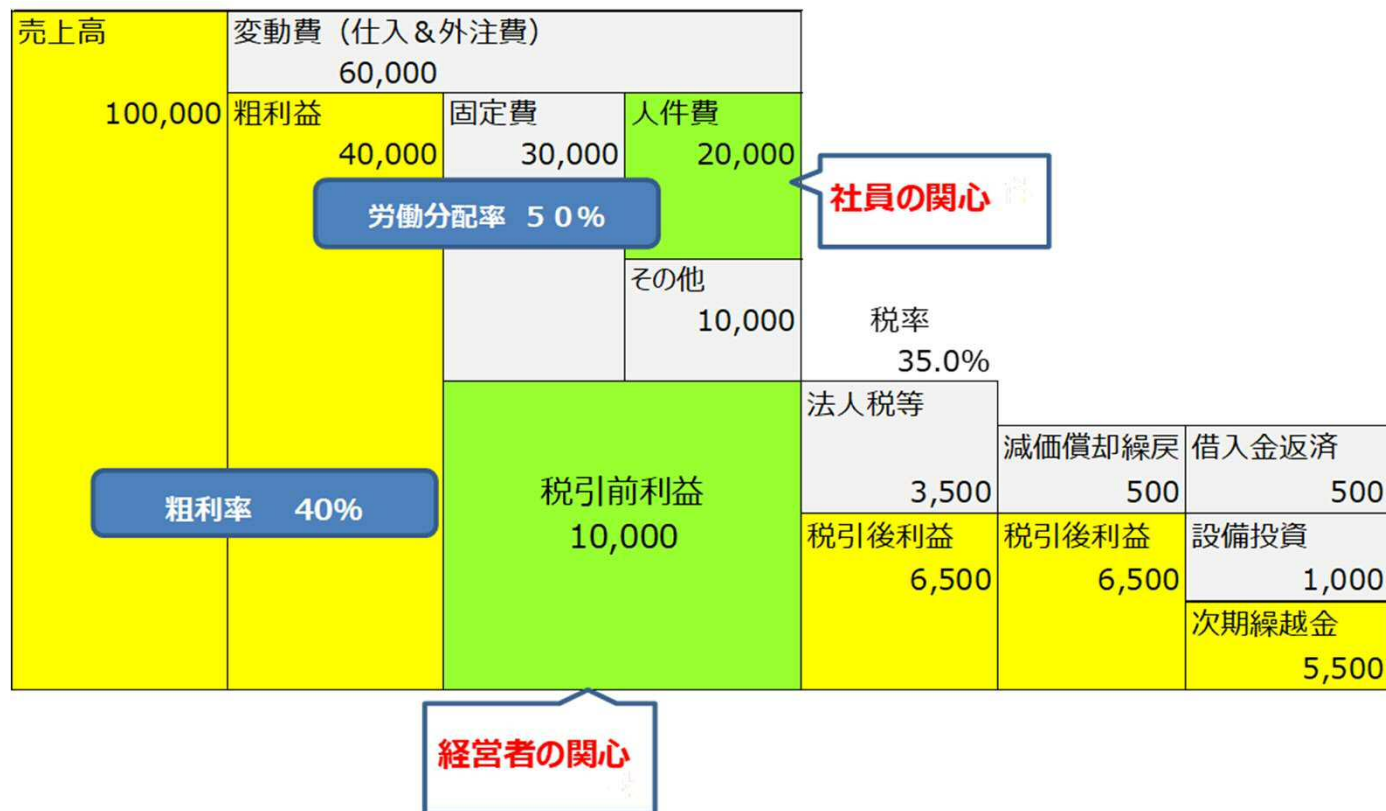 売上高
100,000
変動費（仕入＆外注費）
60,000
粗利益
40,000
固定費
30,000
人件費
20,000
社員の関心
労働分配率 ５０%
その他
10,000
税率
35.0%
粗利率 40%
税引前利益
10,000
法人税等
3,500
減価償却繰戻
500
借入金返済
500
税引後利益
6,500
税引後利益
6,500
設備投資
1,000
次期繰越金
5,500
経営者の関心